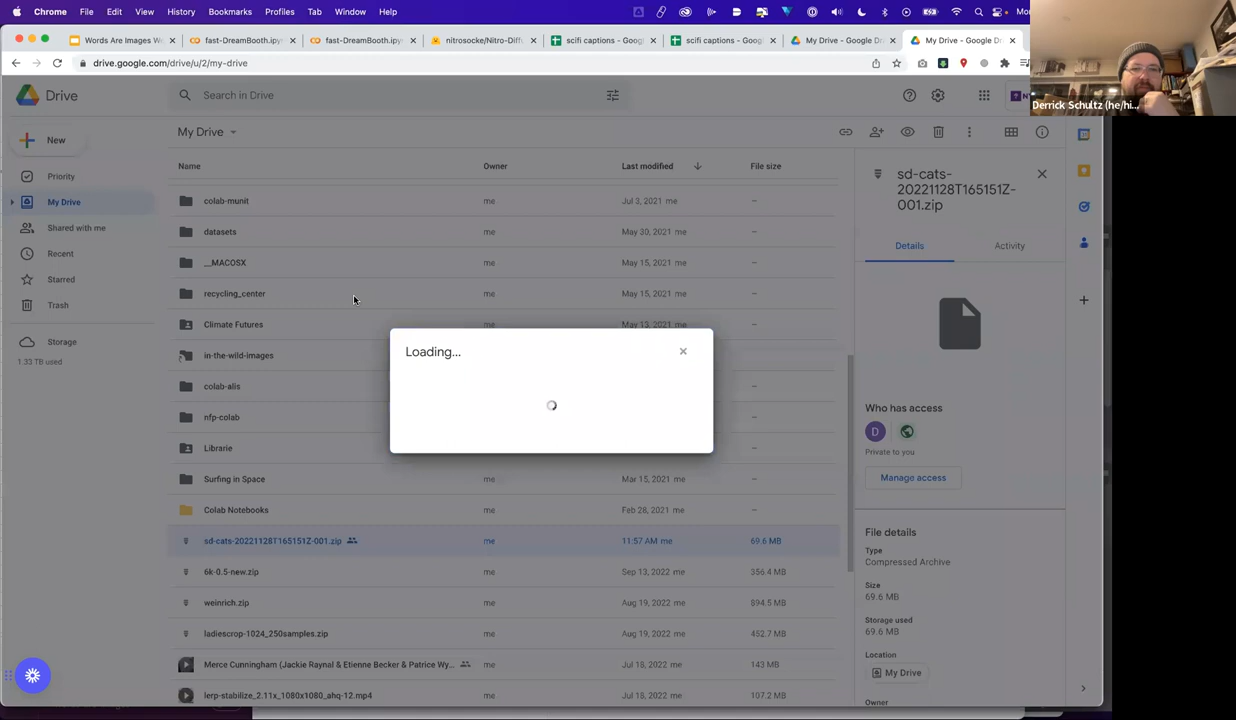 Chrome File Edit View History Bookmarks Profiles Tab Window Help Mon
Words Are Images W fast-DreamBooth.ipy fast-DreamBooth.ipy nitrosocke/Nitro-Diff scifi captions - Googl scifi captions - Googl My Drive - Google Dr My Drive - Google Dr
drive.google.com/drive/u/2/my-drive
Derrick Schultz (he/hi...
Drive
Search in Drive
New
Priority
My Drive
Shared with me
Recent
Starred
Trash
Storage
1.33 TB used
My Drive
Name Owner Last modified File size
colab-munit me Jul 3, 2021 me –
datasets me May 30, 2021 me –
__MACOSX me May 15, 2021 me –
recycling_center me May 15, 2021 me –
Climate Futures me May 13, 2021 me –
in-the-wild-images –
colab-alis –
nfp-colab –
Librarie –
Surfing in Space me Mar 15, 2021 me –
Colab Notebooks me Feb 28, 2021 me –
sd-cats-20221128T165151Z-001.zip me 11:57 AM me 69.6 MB
6k-0.5-new.zip me Sep 13, 2022 me 356.4 MB
weinrich.zip me Aug 19, 2022 me 894.5 MB
ladiescrop-1024_250samples.zip me Aug 19, 2022 me 452.7 MB
Merce Cunningham (Jackie Raynal & Etienne Becker & Patrice Wy... me Jul 18, 2022 me 143 MB
lerp-stabilize_2.11x_1080x1080_ahq-12.mp4 me Jul 18, 2022 me 107.2 MB
Loading...
sd-cats-
20221128T165151Z-
001.zip
Details Activity
Who has access
D
Private to you
Manage access
File details
Type
Compressed Archive
Size
69.6 MB
Storage used
69.6 MB
Location
My Drive
Owner